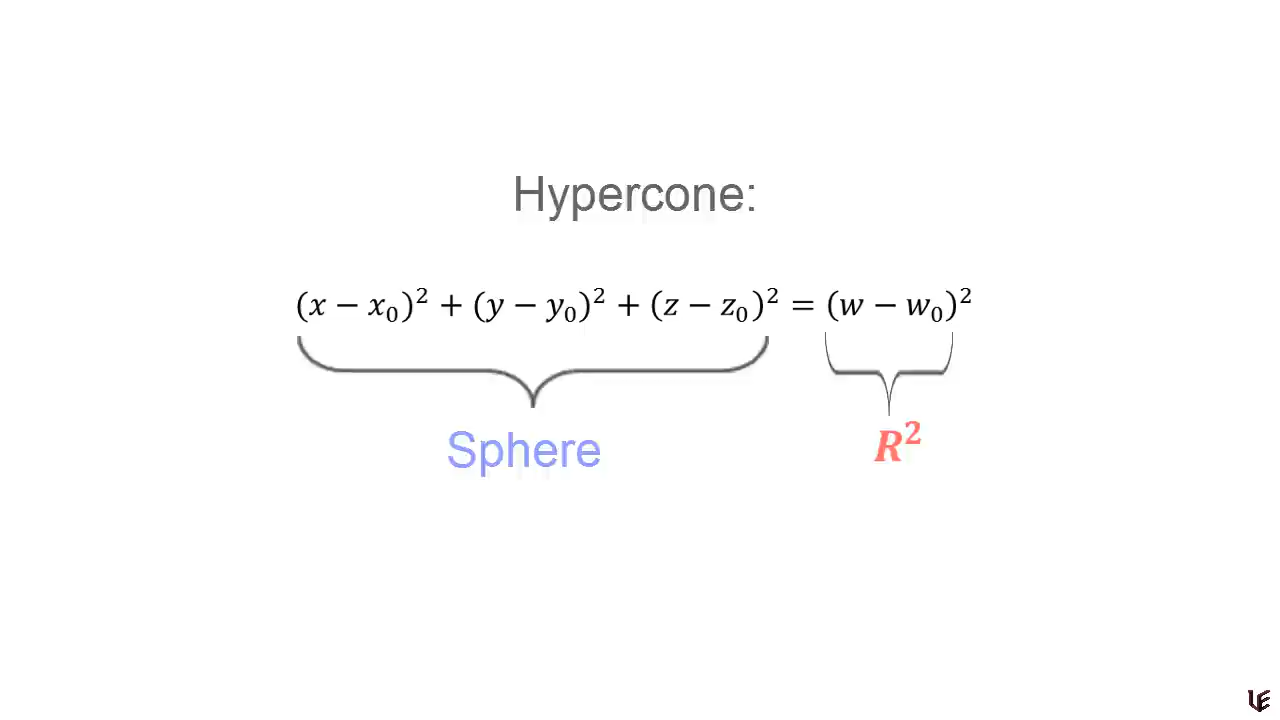 Hypercone:
(x − x₀)² + (y − y₀)² + (z − z₀)² = (w − w₀)²
Sphere
R²